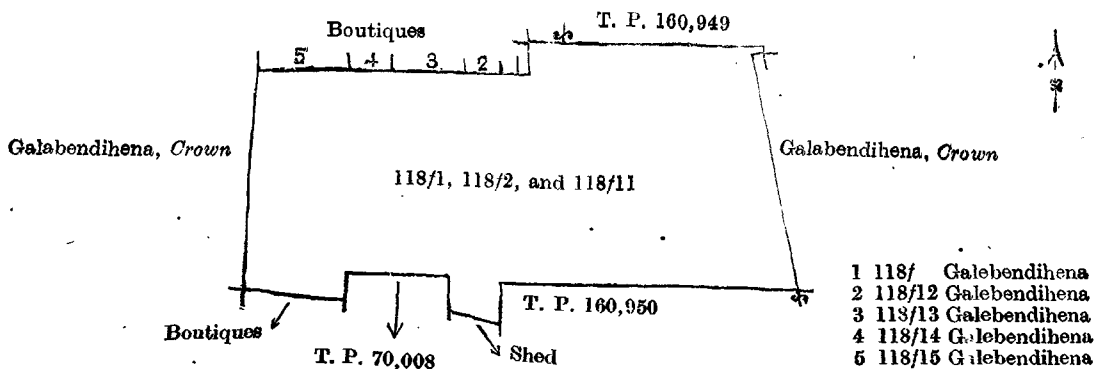 T. P. 160,949
Boutiques
5 4 3 2
Galabendihena, Crown
Galabendihena, Crown
118/1, 118/2, and 118/11
T. P. 160,950
Boutiques
T. P. 70,008
Shed
1 118/ Galebendihena
2 118/12 Galebendihena
3 118/13 Galebendihena
4 118/14 Galebendihena
5 118/15 Galebendihena